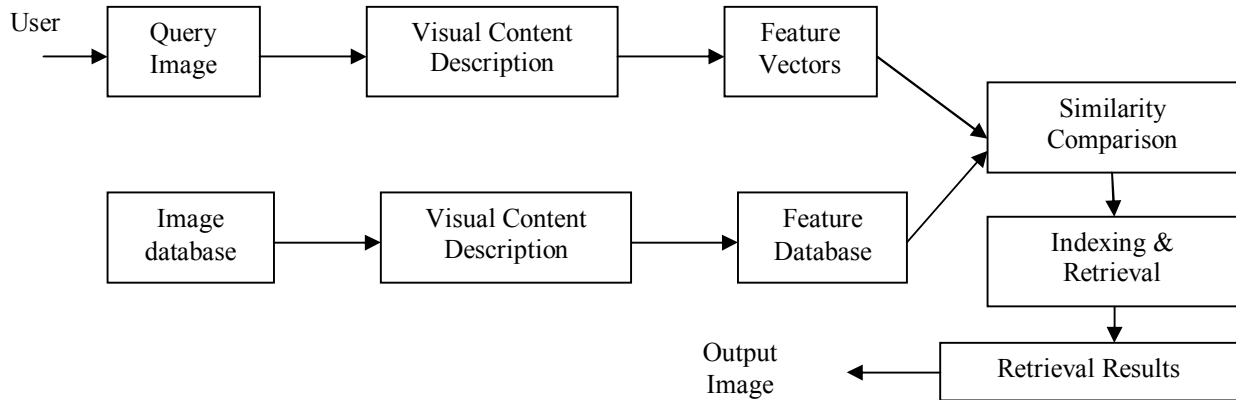 User
Query
Image
Visual Content
Description
Feature
Vectors
Similarity
Comparison
Image
database
Visual Content
Description
Feature
Database
Indexing &
Retrieval
Output
Image
Retrieval Results